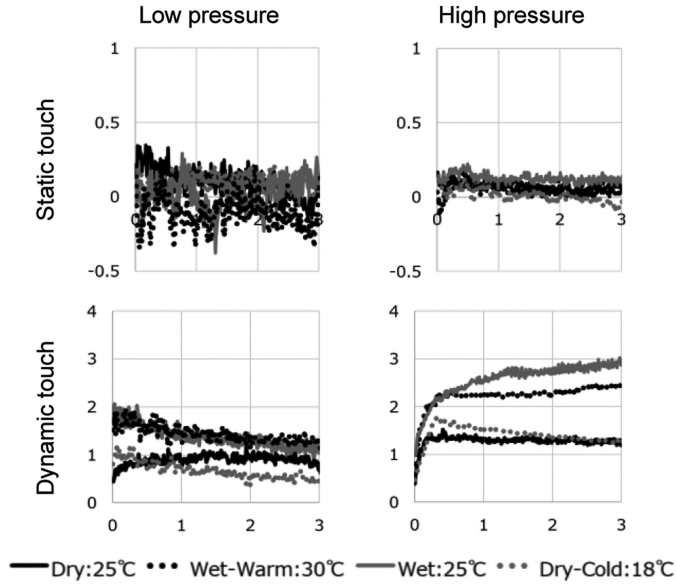 Low pressure High pressure
Static touch
1
0.5
0
-0.5
0 1 2 3
1
0.5
0
-0.5
0 1 2 3
Dynamic touch
4
3
2
1
0
0 1 2 3
4
3
2
1
0
0 1 2 3
Dry:25℃ Wet-Warm:30℃ Wet:25℃ Dry-Cold:18℃